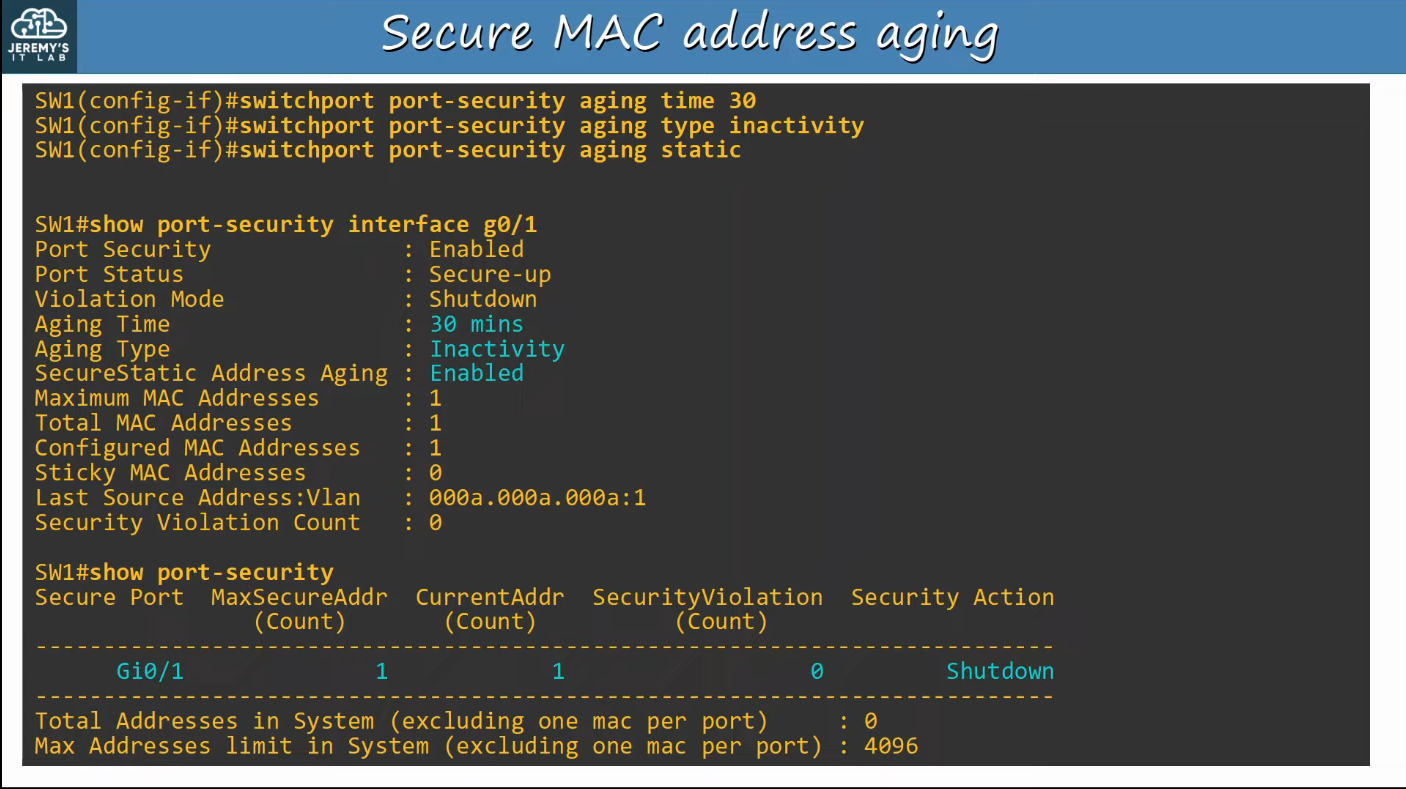 JEREMY'S
IT LAB
Secure MAC address aging
SW1(config-if)#switchport port-security aging time 30
SW1(config-if)#switchport port-security aging type inactivity
SW1(config-if)#switchport port-security aging static
SW1#show port-security interface g0/1
Port Security              : Enabled
Port Status                : Secure-up
Violation Mode             : Shutdown
Aging Time                 : 30 mins
Aging Type                 : Inactivity
SecureStatic Address Aging : Enabled
Maximum MAC Addresses      : 1
Total MAC Addresses        : 1
Configured MAC Addresses   : 1
Sticky MAC Addresses       : 0
Last Source Address:Vlan   : 000a.000a.000a:1
Security Violation Count   : 0
SW1#show port-security
Secure Port  MaxSecureAddr  CurrentAddr  SecurityViolation  Security Action
                (Count)       (Count)          (Count)
---------------------------------------------------------------------------
      Gi0/1              1            1                  0         Shutdown
---------------------------------------------------------------------------
Total Addresses in System (excluding one mac per port)     : 0
Max Addresses limit in System (excluding one mac per port) : 4096